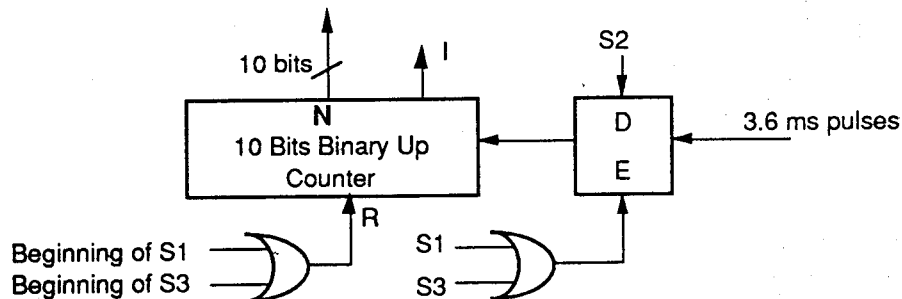 10 bits
I
S2
N
10 Bits Binary Up
Counter
D
E
3.6 ms pulses
R
Beginning of S1
Beginning of S3
S1
S3